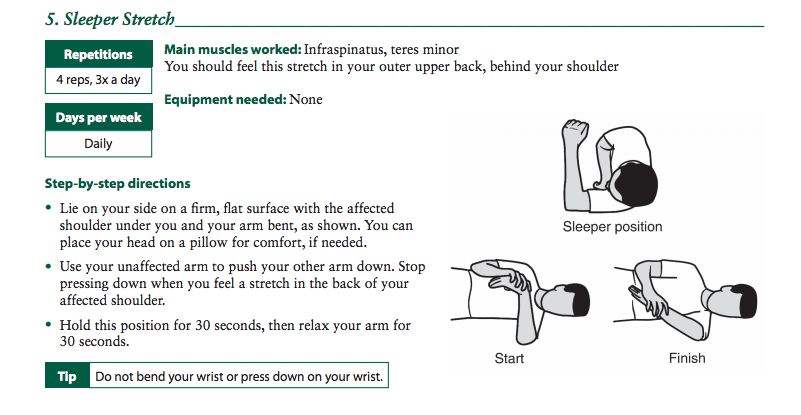 5. Sleeper Stretch
Repetitions
4 reps, 3x a day
Days per week
Daily
Main muscles worked: Infraspinatus, teres minor
You should feel this stretch in your outer upper back, behind your shoulder
Equipment needed: None
Step-by-step directions
• Lie on your side on a firm, flat surface with the affected
shoulder under you and your arm bent, as shown. You can
place your head on a pillow for comfort, if needed.
• Use your unaffected arm to push your other arm down. Stop
pressing down when you feel a stretch in the back of your
affected shoulder.
• Hold this position for 30 seconds, then relax your arm for
30 seconds.
Tip Do not bend your wrist or press down on your wrist.
Sleeper position
Start
Finish